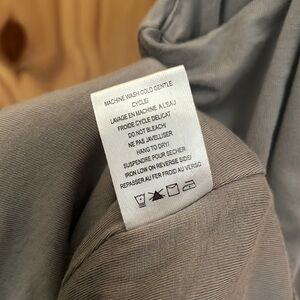 MACHINE WASH COLD GENTLE
CYCLE/
LAVAGE EN MACHINE A L'EAU
FROIDE CYCLE DELICAT
DO NOT BLEACH/
NE PAS JAVELLISER
HANG TO DRY/
SUSPENDRE POUR SECHER
IRON LOW ON REVERSE SIDE/
REPASSER AU FER FROID AU VERSO